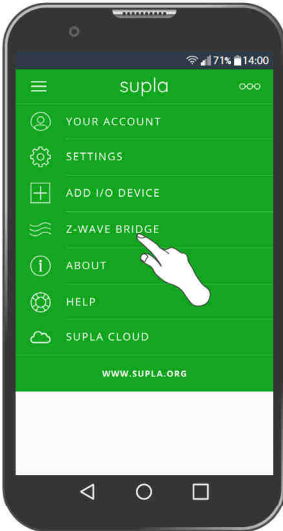 71% 14:00
supla
YOUR ACCOUNT
SETTINGS
ADD I/O DEVICE
Z-WAVE BRIDGE
ABOUT
HELP
SUPLA CLOUD
WWW.SUPLA.ORG